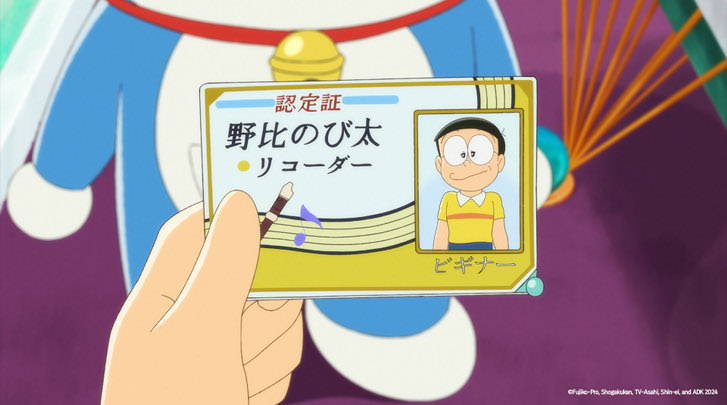 認定証
野比のび太
リコーダー
ビギナー
©Fujiko-Pro, Shogakukan, TV-Asahi, Shin-ei, and ADK 2024